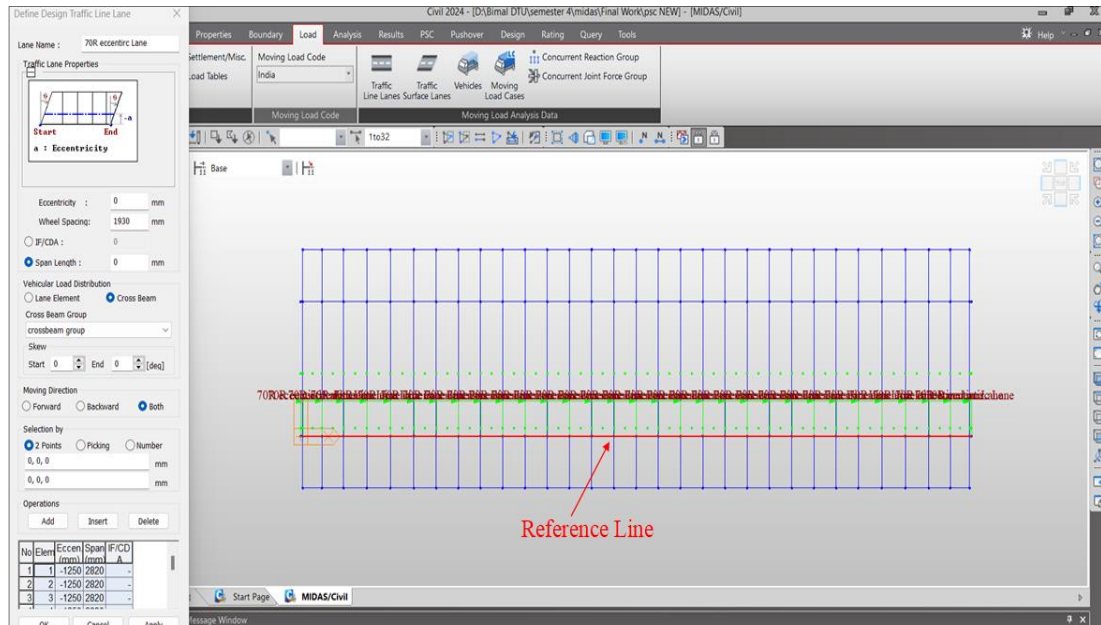 Civil 2024 - [D:\Bimal DTU\semester 4\midas\Final Work\psc NEW] - [MIDAS/Civil]
Define Design Traffic Line Lane
Properties Boundary Load Analysis Results PSC Pushover Design Rating Query Tools
Help
Lane Name : 70R eccentirc Lane
Traffic Lane Properties
Start End
a : Eccentricity
-a
Settlement/Misc.
Load Tables
Moving Load Code
India
Moving Load Code
Traffic Line Lanes
Traffic Surface Lanes
Vehicles
Moving Load Cases
LC
Concurrent Reaction Group
Concurrent Joint Force Group
Moving Load Analysis Data
1to32
Base
Eccentricity : 0 mm
Wheel Spacing: 1930 mm
IF/CDA : 0
Span Length : 0 mm
Vehicular Load Distribution
Lane Element Cross Beam
Cross Beam Group
crossbeam group
Skew
Start 0 End 0 [deg]
Moving Direction
Forward Backward Both
Selection by
2 Points Picking Number
0, 0, 0 mm
0, 0, 0 mm
Operations
Add Insert Delete
No Elem Eccen. (mm) Span (mm) IF/CD A
1 1 -1250 2820 -
2 2 -1250 2820 -
3 3 -1250 2820 -
OK Cancel Apply
Reference Line
Start Page MIDAS/Civil
Message Window